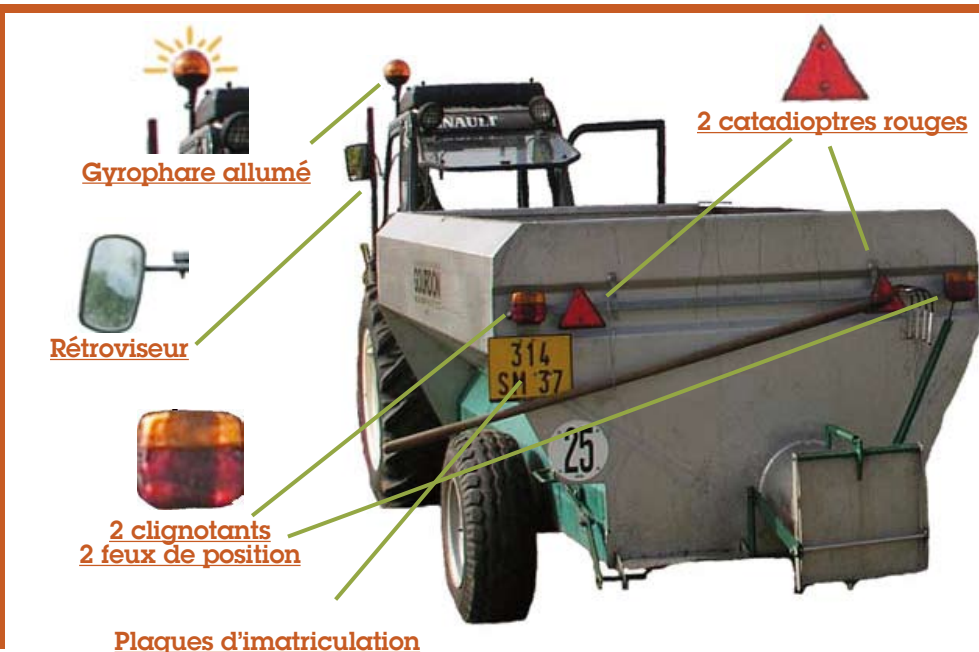 NAULT
2 catadioptres rouges
Gyrophare allumé
GOURDON
Rétroviseur
314
SM 37
25
2 clignotants
2 feux de position
Plaques d'imatriculation